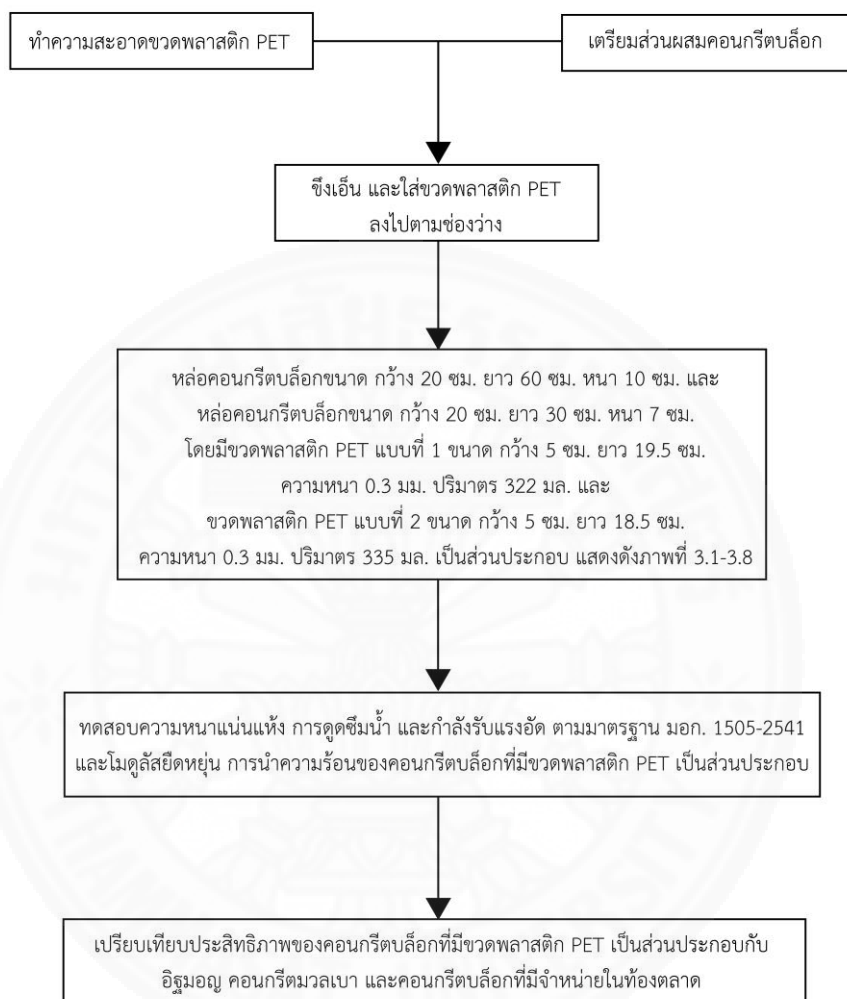 ทำความสะอาดขวดพลาสติก PET
เตรียมส่วนผสมคอนกรีตบล็อก
ขึงเอ็น และใส่ขวดพลาสติก PET
ลงไปตามช่องว่าง
หล่อคอนกรีตบล็อกขนาด กว้าง 20 ซม. ยาว 60 ซม. หนา 10 ซม. และ
หล่อคอนกรีตบล็อกขนาด กว้าง 20 ซม. ยาว 30 ซม. หนา 7 ซม.
โดยมีขวดพลาสติก PET แบบที่ 1 ขนาด กว้าง 5 ซม. ยาว 19.5 ซม.
ความหนา 0.3 มม. ปริมาตร 322 มล. และ
ขวดพลาสติก PET แบบที่ 2 ขนาด กว้าง 5 ซม. ยาว 18.5 ซม.
ความหนา 0.3 มม. ปริมาตร 335 มล. เป็นส่วนประกอบ แสดงดังภาพที่ 3.1-3.8
ทดสอบความหนาแน่นแห้ง การดูดซึมน้ำ และกำลังรับแรงอัด ตามมาตรฐาน มอก. 1505-2541
และโมดูลัสยืดหยุ่น การนำความร้อนของคอนกรีตบล็อกที่มีขวดพลาสติก PET เป็นส่วนประกอบ
เปรียบเทียบประสิทธิภาพของคอนกรีตบล็อกที่มีขวดพลาสติก PET เป็นส่วนประกอบกับ
อิฐมอญ คอนกรีตมวลเบา และคอนกรีตบล็อกที่มีจำหน่ายในท้องตลาด